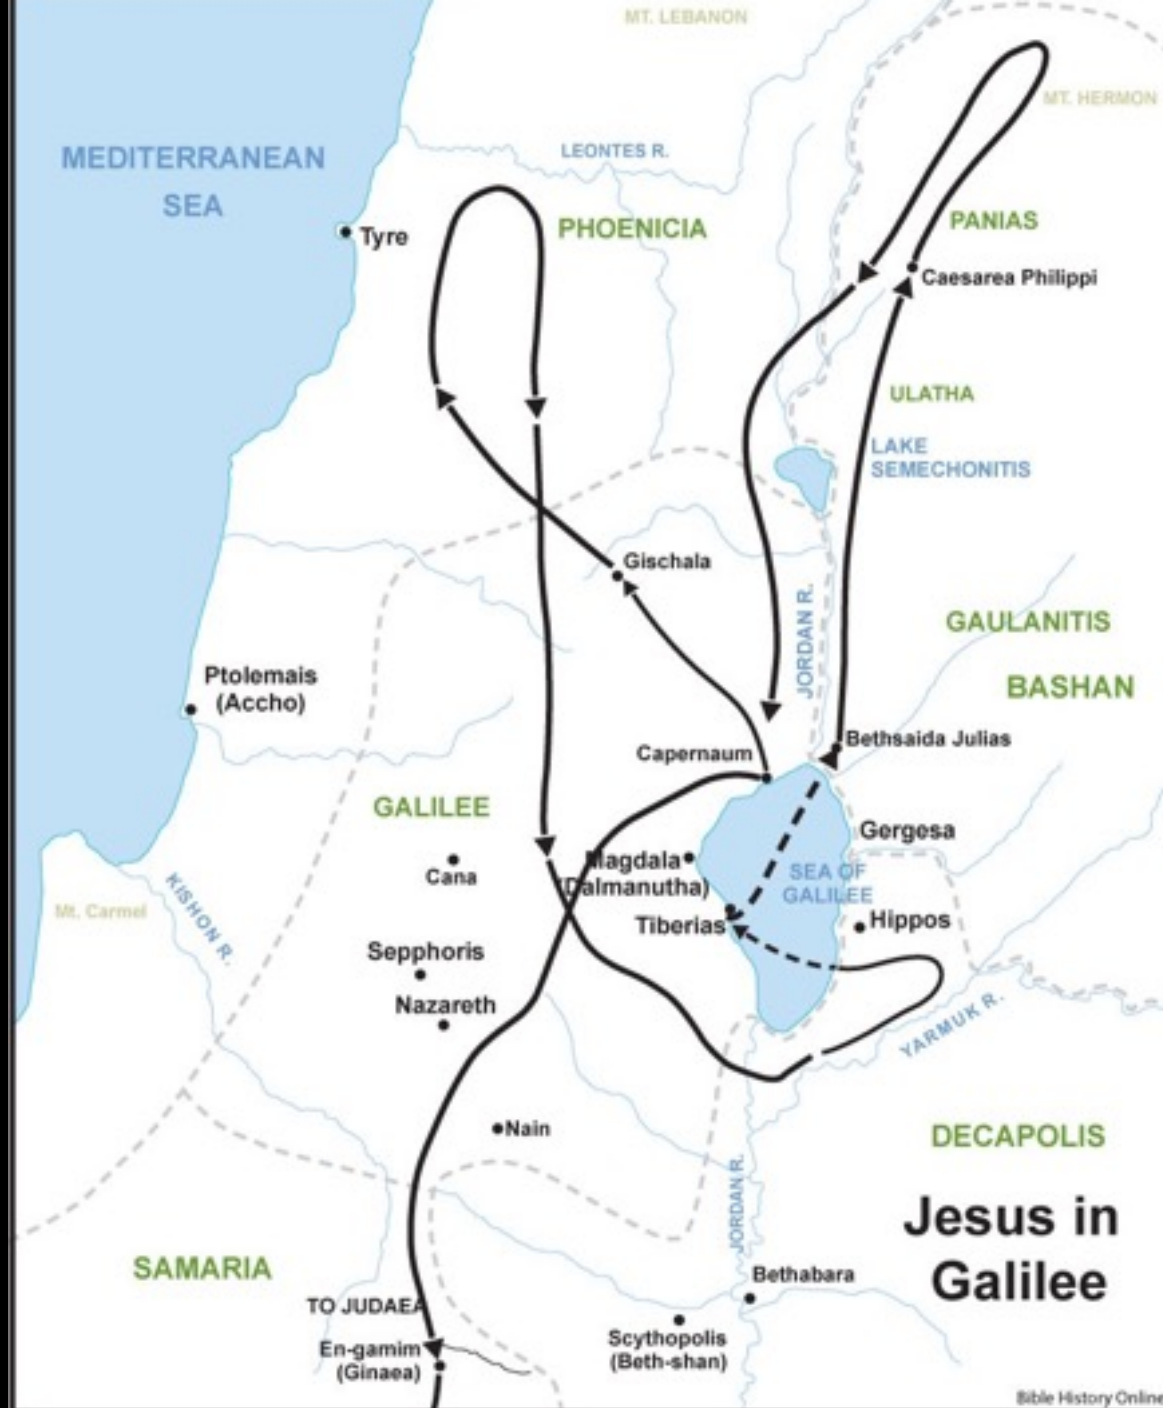 MT. LEBANON
MT. HERMON
MEDITERRANEAN
SEA
LEONTES R.
Tyre
PHOENICIA
PANIAS
Caesarea Philippi
ULATHA
LAKE
SEMECHONITIS
Gischala
JORDAN R.
GAULANITIS
BASHAN
Ptolemais
(Accho)
Capernaum
Bethsaida Julias
GALILEE
Gergesa
Cana
Magdala
(Dalmanutha)
SEA OF
GALILEE
Mt. Carmel
KISHON R.
Tiberias
Hippos
Sepphoris
Nazareth
YARMUK R.
Nain
DECAPOLIS
JORDAN R.
Jesus in
Galilee
SAMARIA
Bethabara
TO JUDAEA
En-gamim
(Ginaea)
Scythopolis
(Beth-shan)
Bible History Online